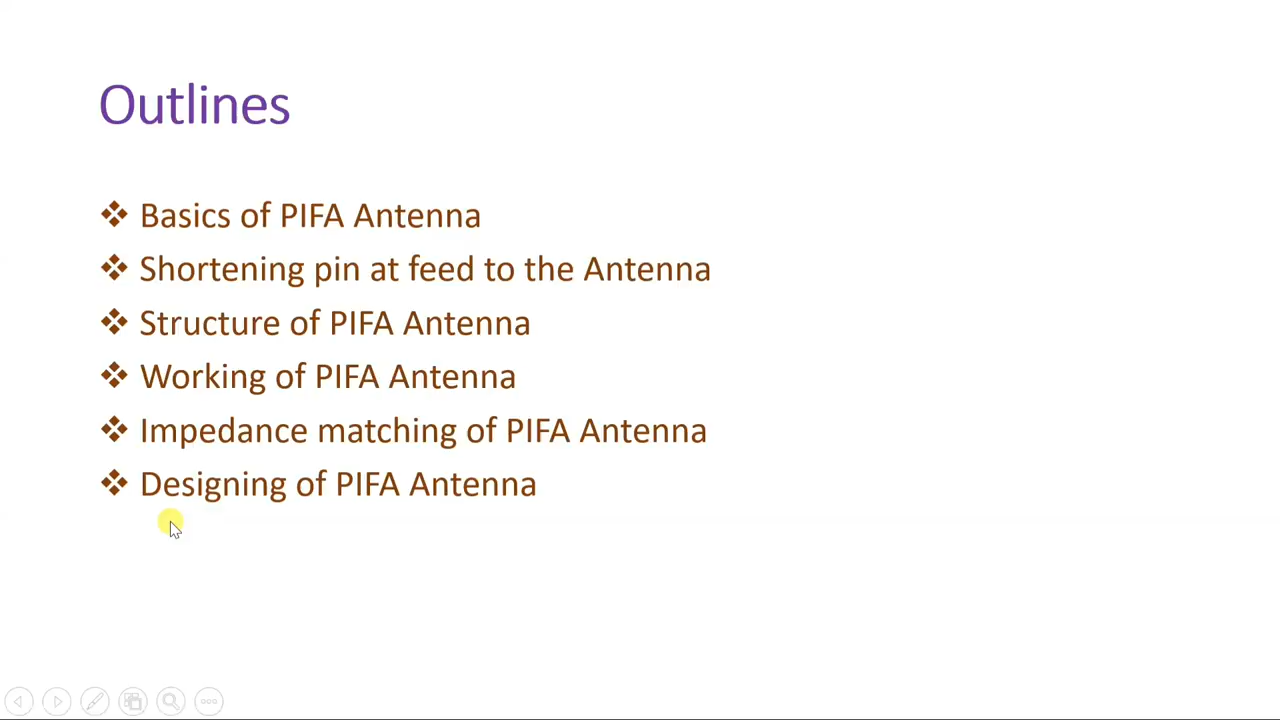 Outlines
Basics of PIFA Antenna
Shortening pin at feed to the Antenna
Structure of PIFA Antenna
Working of PIFA Antenna
Impedance matching of PIFA Antenna
Designing of PIFA Antenna